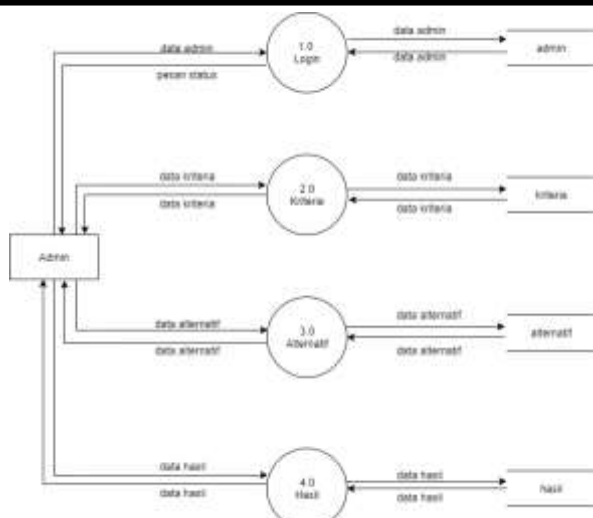 data admin
pesan status
1.0
Login
data admin
data admin
admin
data kriteria
data kriteria
2.0
Kriteria
data kriteria
data kriteria
kriteria
Admin
data alternatif
data alternatif
3.0
Alternatif
data alternatif
data alternatif
alternatif
data hasil
data hasil
4.0
Hasil
data hasil
data hasil
hasil